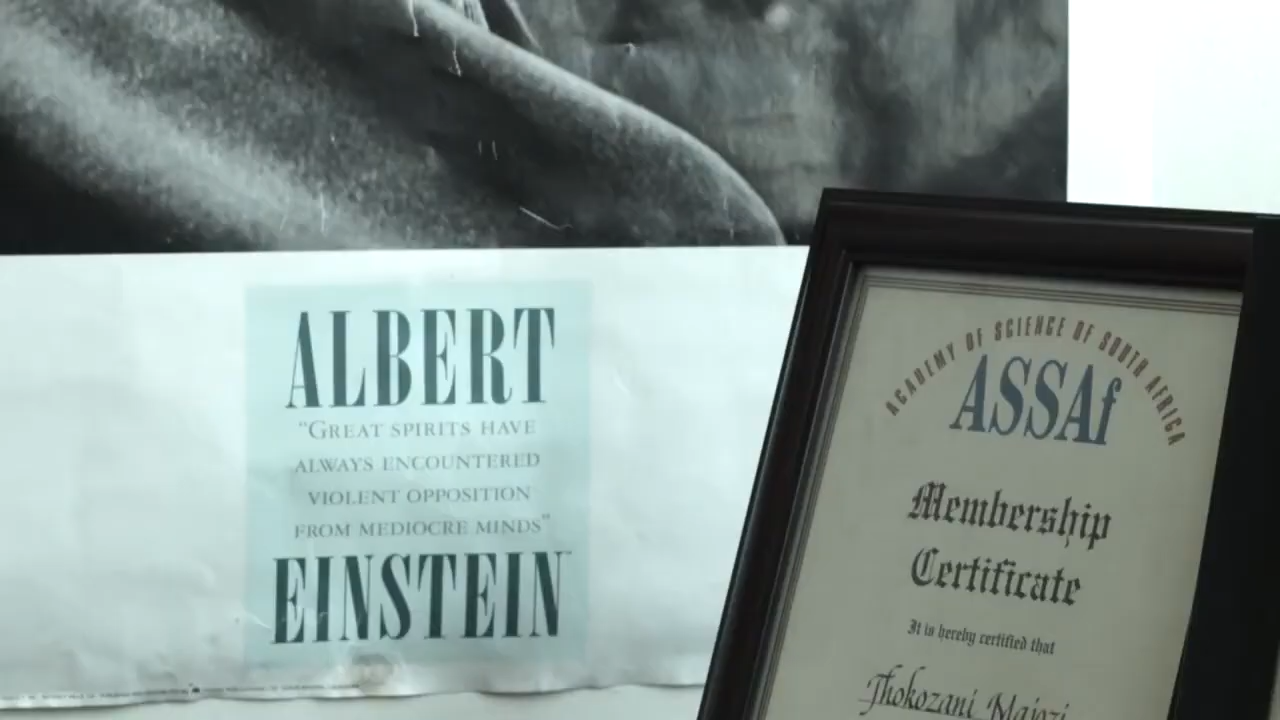 ALBERT
"GREAT SPIRITS HAVE
ALWAYS ENCOUNTERED
VIOLENT OPPOSITION
FROM MEDIOCRE MINDS"
EINSTEIN
ACADEMY OF SCIENCE OF SOUTH AFRICA
ASSAf
Membership
Certificate
It is hereby certified that
Thokozani Majozi